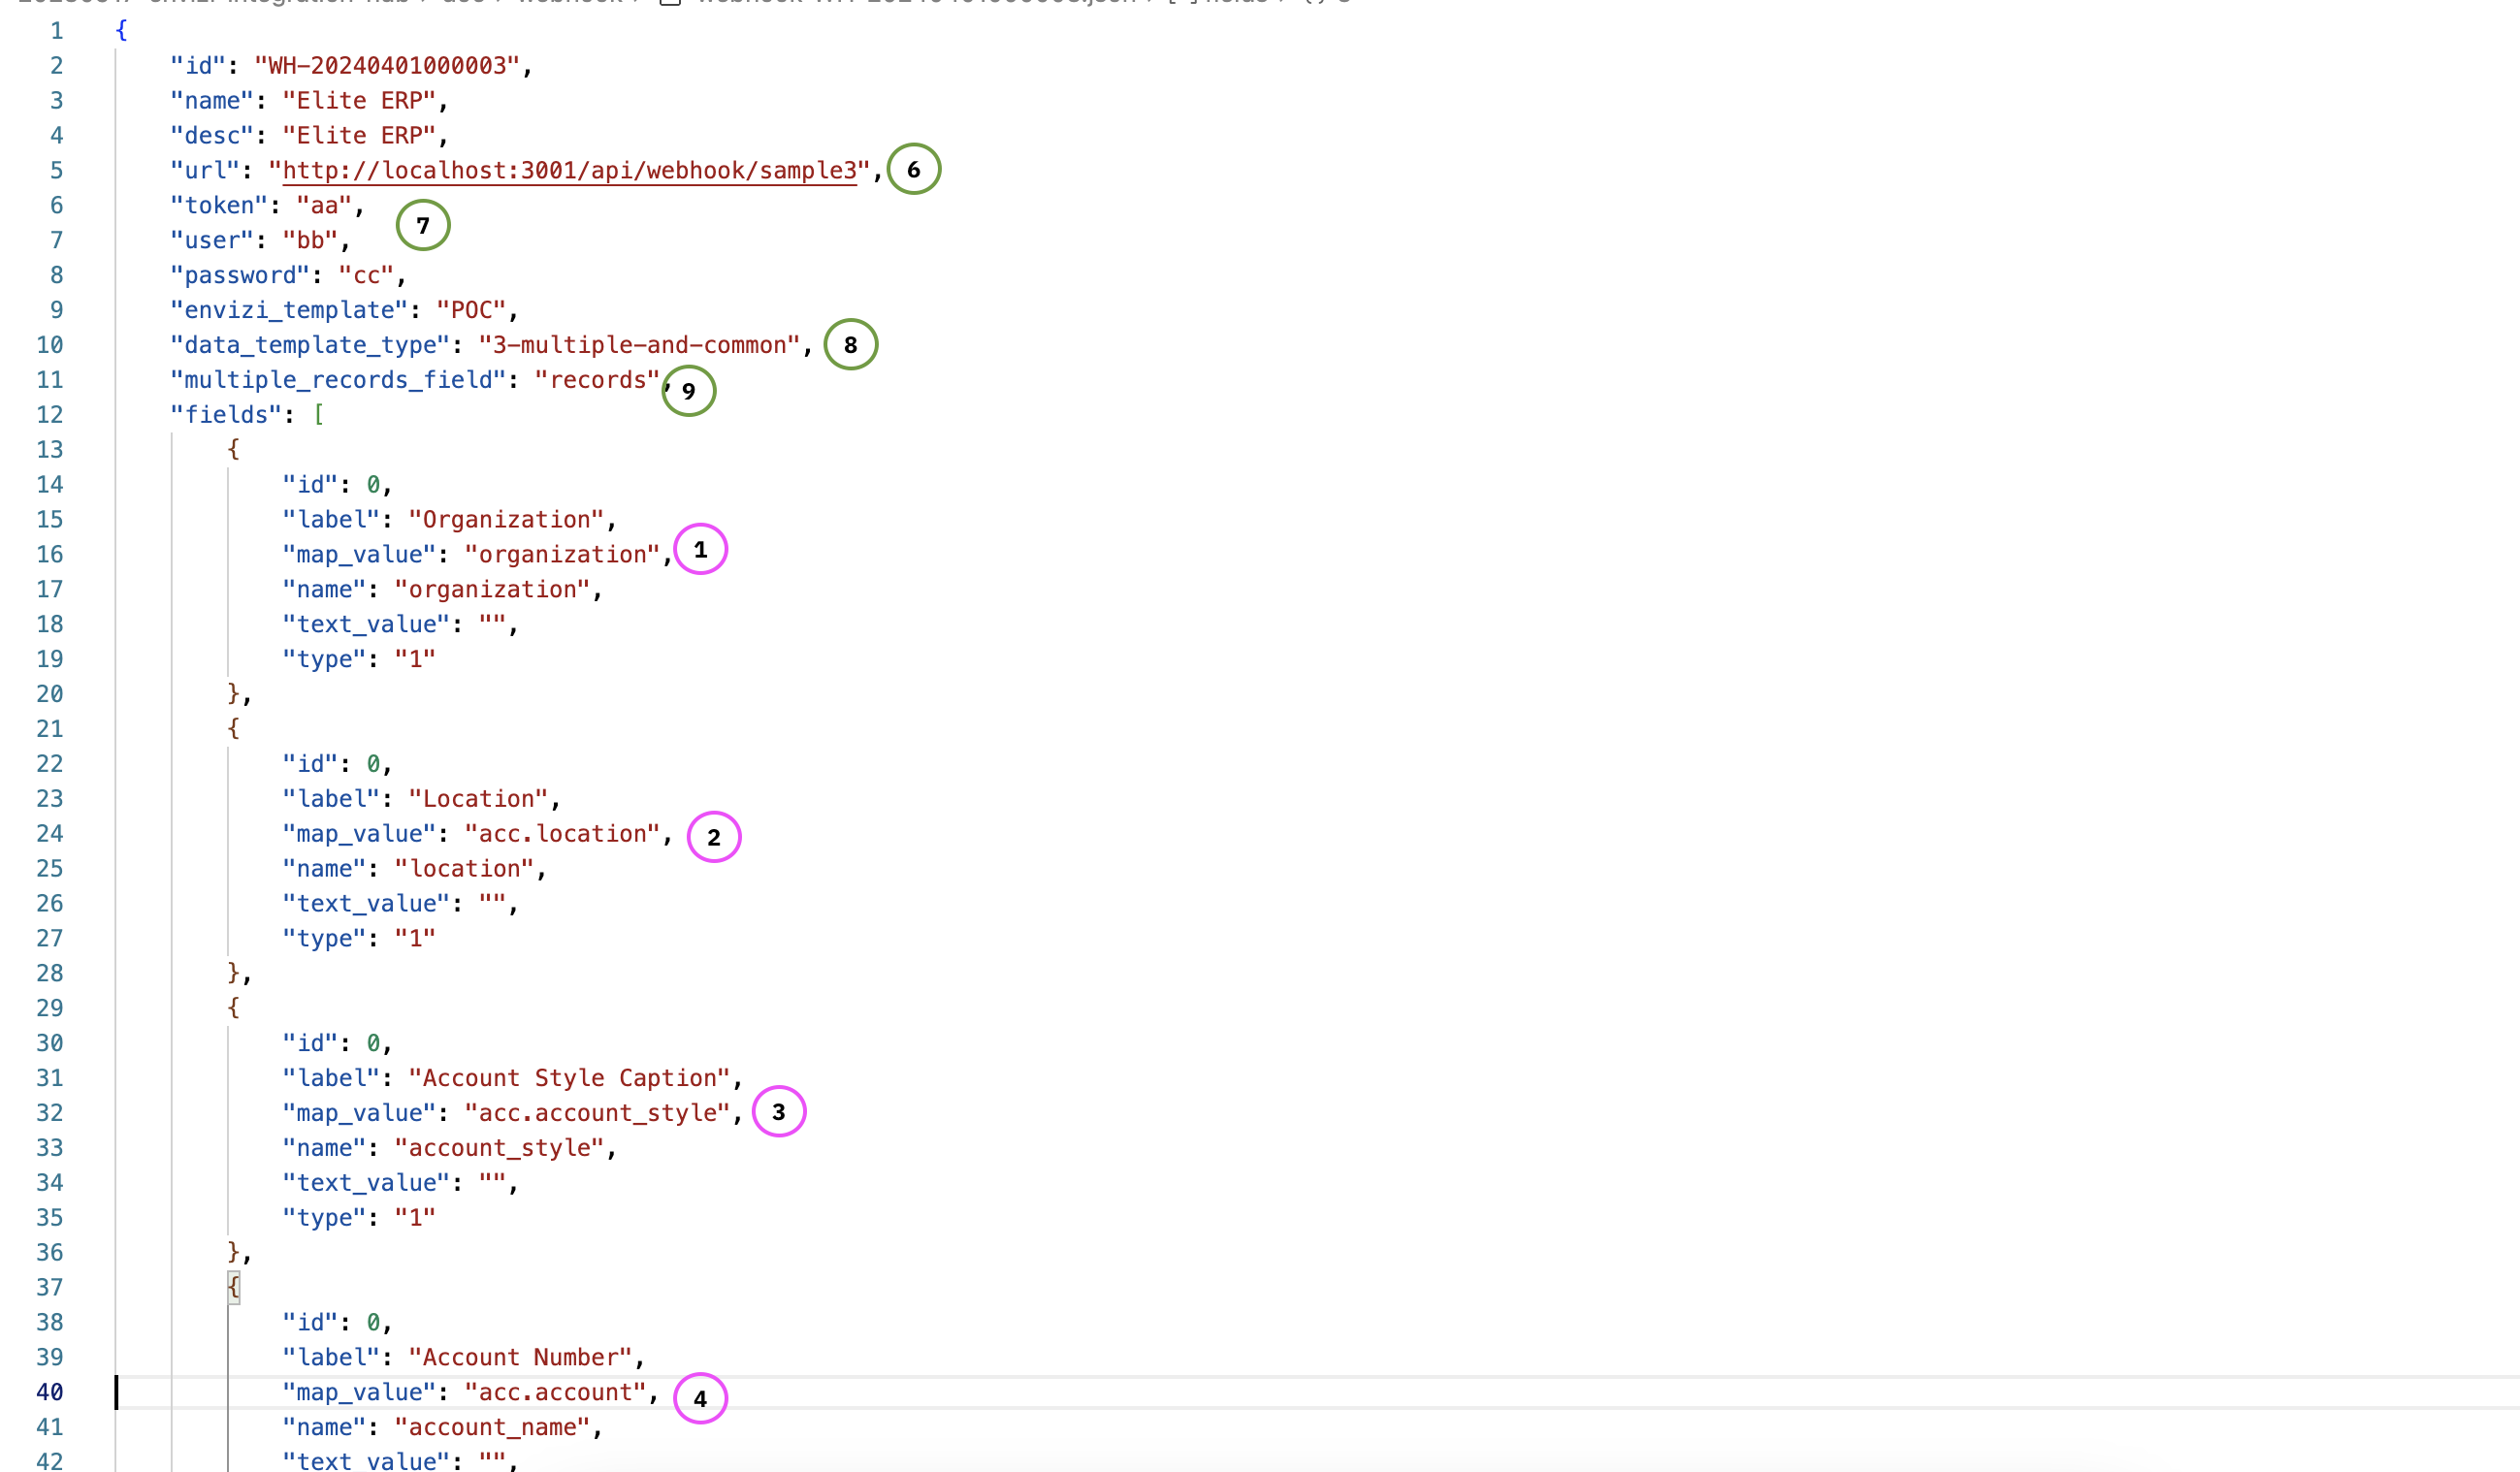 1 {
2 "id": "WH-20240401000003",
3 "name": "Elite ERP",
4 "desc": "Elite ERP",
5 "url": "http://localhost:3001/api/webhook/sample3", 6
6 "token": "aa",
7 "user": "bb", 7
8 "password": "cc",
9 "envizi_template": "POC",
10 "data_template_type": "3-multiple-and-common", 8
11 "multiple_records_field": "records", 9
12 "fields": [
13 {
14 "id": 0,
15 "label": "Organization",
16 "map_value": "organization", 1
17 "name": "organization",
18 "text_value": "",
19 "type": "1"
20 },
21 {
22 "id": 0,
23 "label": "Location",
24 "map_value": "acc.location", 2
25 "name": "location",
26 "text_value": "",
27 "type": "1"
28 },
29 {
30 "id": 0,
31 "label": "Account Style Caption",
32 "map_value": "acc.account_style", 3
33 "name": "account_style",
34 "text_value": "",
35 "type": "1"
36 },
37 {
38 "id": 0,
39 "label": "Account Number",
40 "map_value": "acc.account", 4
41 "name": "account_name",
42 "text_value": "",